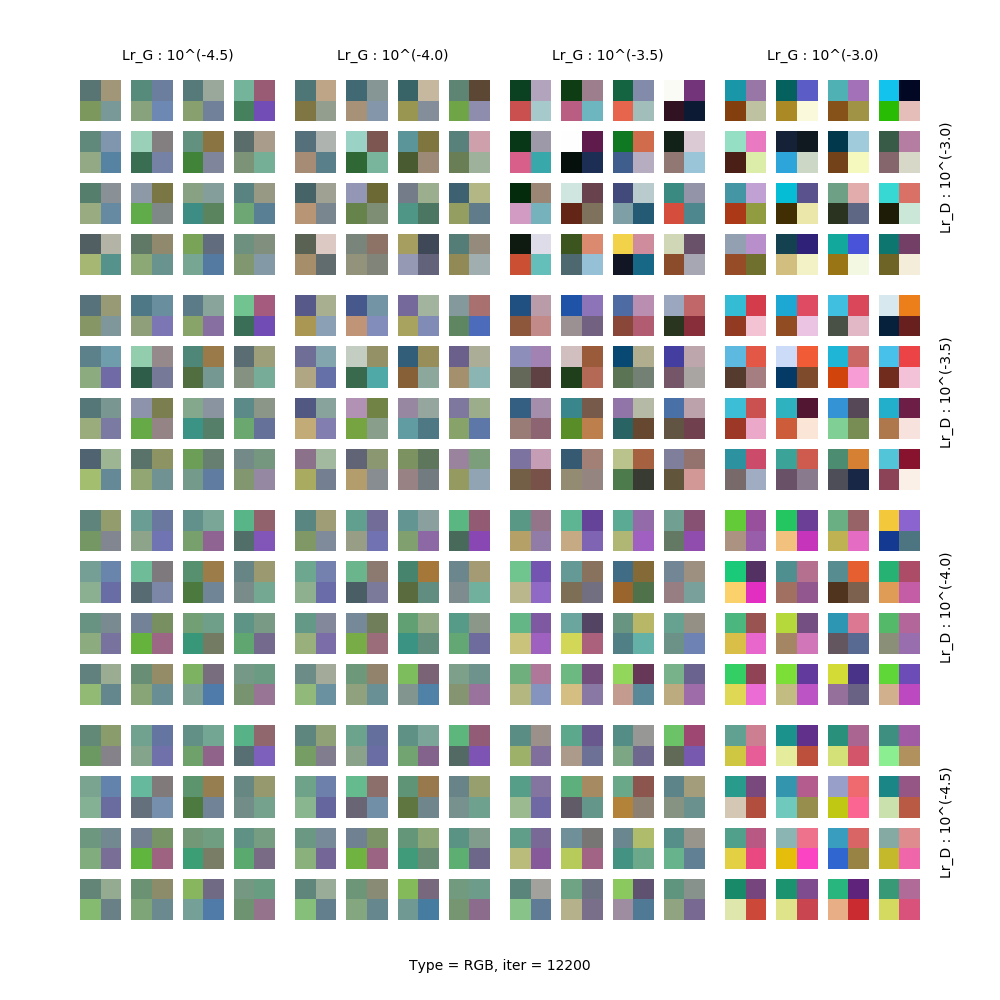 Lr_G : 10^(-4.5)
Lr_G : 10^(-4.0)
Lr_G : 10^(-3.5)
Lr_G : 10^(-3.0)
Lr_D : 10^(-3.0)
Lr_D : 10^(-3.5)
Lr_D : 10^(-4.0)
Lr_D : 10^(-4.5)
Type = RGB, iter = 12200